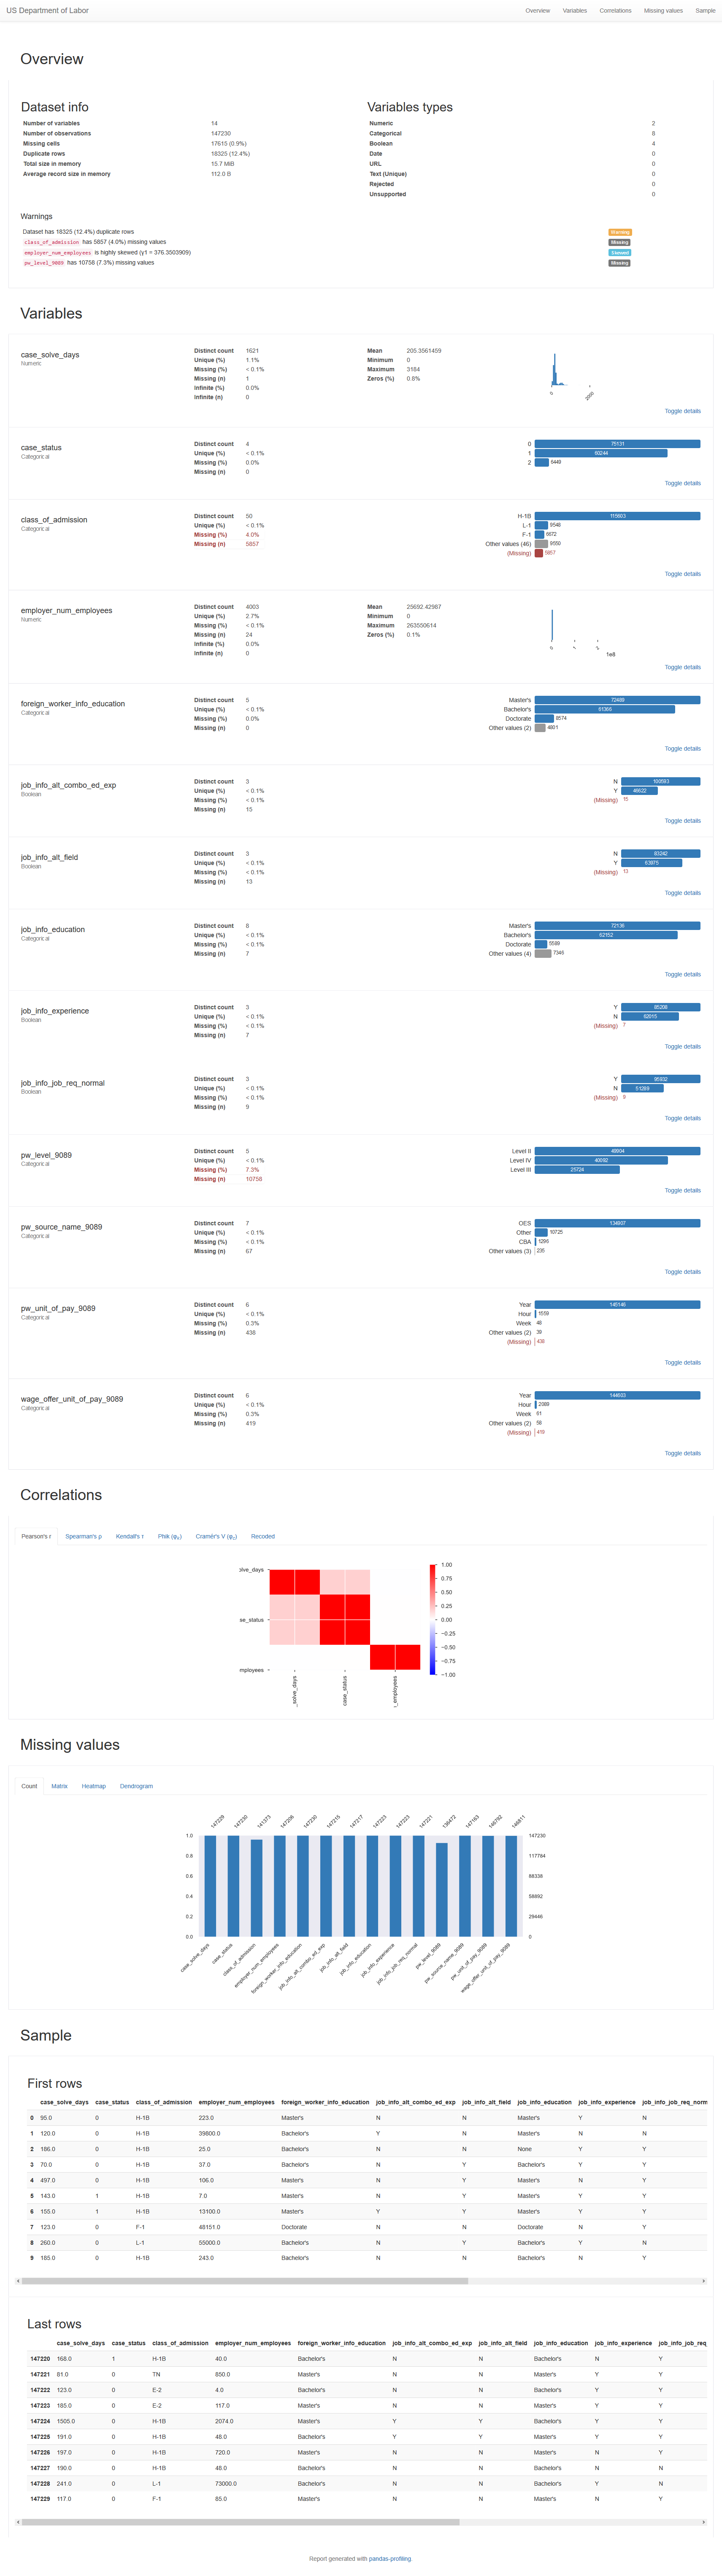 US Department of Labor
Overview Variables Correlations Missing values Sample
Overview
Dataset info
Number of variables 14
Number of observations 147230
Missing cells 17615 (0.9%)
Duplicate rows 18325 (12.4%)
Total size in memory 15.7 MiB
Average record size in memory 112.0 B
Variables types
Numeric 2
Categorical 8
Boolean 4
Date 0
URL 0
Text (Unique) 0
Rejected 0
Unsupported 0
Warnings
Dataset has 18325 (12.4%) duplicate rows Warning
class_of_admission has 5857 (4.0%) missing values Missing
employer_num_employees is highly skewed (γ1 = 376.3503909) Skewed
pw_level_9089 has 10758 (7.3%) missing values Missing
Variables
case_solve_days
Numeric
Distinct count 1621
Unique (%) 1.1%
Missing (%) < 0.1%
Missing (n) 1
Infinite (%) 0.0%
Infinite (n) 0
Mean 205.3561459
Minimum 0
Maximum 3184
Zeros (%) 0.8%
0 2000
Toggle details
case_status
Categorical
Distinct count 4
Unique (%) < 0.1%
Missing (%) 0.0%
Missing (n) 0
0 75131
1
2
Toggle details
class_of_admission
Categorical
Distinct count 50
Unique (%) < 0.1%
Missing (%) 4.0%
Missing (n) 5857
H-1B
L-1 9548
F-1 6672
Other values (46) 9550
(Missing) 5857
Toggle details
employer_num_employees
Numeric
Distinct count 4003
Unique (%) 2.7%
Missing (%) < 0.1%
Missing (n) 24
Infinite (%) 0.0%
Infinite (n) 0
Mean 25692.42987
Minimum 0
Maximum 263550614
Zeros (%) 0.1%
0 1 2
1e8
Toggle details
foreign_worker_info_education
Categorical
Distinct count 5
Unique (%) < 0.1%
Missing (%) 0.0%
Missing (n) 0
Master's 72489
Bachelor's 61366
Doctorate 8574
Other values (2) 4801
Toggle details
job_info_alt_combo_ed_exp
Boolean
Distinct count 3
Unique (%) < 0.1%
Missing (%) < 0.1%
Missing (n) 15
N
Y
(Missing) 15
Toggle details
job_info_alt_field
Boolean
Distinct count 3
Unique (%) < 0.1%
Missing (%) < 0.1%
Missing (n) 13
N
Y
(Missing) 13
Toggle details
job_info_education
Categorical
Distinct count 8
Unique (%) < 0.1%
Missing (%) < 0.1%
Missing (n) 7
Master's 72136
Bachelor's 62152
Doctorate 5589
Other values (4) 7346
Toggle details
job_info_experience
Boolean
Distinct count 3
Unique (%) < 0.1%
Missing (%) < 0.1%
Missing (n) 7
Y 85208
N 62015
(Missing) 7
Toggle details
job_info_job_req_normal
Boolean
Distinct count 3
Unique (%) < 0.1%
Missing (%) < 0.1%
Missing (n) 9
Y 95932
N 51289
(Missing) 9
Toggle details
pw_level_9089
Categorical
Distinct count 5
Unique (%) < 0.1%
Missing (%) 7.3%
Missing (n) 10758
Level II
Level IV
Level III
Toggle details
pw_source_name_9089
Categorical
Distinct count 7
Unique (%) < 0.1%
Missing (%) < 0.1%
Missing (n) 67
OES 134907
Other 10725
CBA 1296
Other values (3) 235
Toggle details
pw_unit_of_pay_9089
Categorical
Distinct count 6
Unique (%) < 0.1%
Missing (%) 0.3%
Missing (n) 438
Year 145146
Hour 1559
Week 48
Other values (2) 39
(Missing) 438
Toggle details
wage_offer_unit_of_pay_9089
Categorical
Distinct count 6
Unique (%) < 0.1%
Missing (%) 0.3%
Missing (n) 419
Year
Hour
Week 61
Other values (2) 58
(Missing) 419
Toggle details
Correlations
Pearson's r Spearman's ρ Kendall's τ Phik (φk) Cramér's V (φc) Recoded
olve_days
se_status
mployees
_solve_days
case_status
_employees
1.00
0.75
0.50
0.25
0.00
−0.25
−0.50
−0.75
−1.00
Missing values
Count Matrix Heatmap Dendrogram
147229 147230 141373 147206 147230 147215 147217 147223 147223 147221 136472 147163 146792 146811
1.0 147230
0.8 117784
0.6 88338
0.4 58892
0.2 29446
0.0 0
case_solve_days case_status class_of_admission employer_num_employees foreign_worker_info_education job_info_alt_combo_ed_exp job_info_alt_field job_info_education job_info_experience job_info_job_req_normal pw_level_9089 pw_source_name_9089 pw_unit_of_pay_9089 wage_offer_unit_of_pay_9089
Sample
First rows
case_solve_days case_status class_of_admission employer_num_employees foreign_worker_info_education job_info_alt_combo_ed_exp job_info_alt_field job_info_education job_info_experience job_info_job_req_norm
0 95.0 0 H-1B 223.0 Master's N N Master's Y N
1 120.0 0 H-1B 39800.0 Bachelor's Y N Master's N N
2 186.0 0 H-1B 25.0 Bachelor's N N None Y Y
3 70.0 0 H-1B 37.0 Bachelor's N Y Bachelor's Y Y
4 497.0 0 H-1B 106.0 Master's N Y Master's N Y
5 143.0 1 H-1B 7.0 Master's N Y Master's Y Y
6 155.0 1 H-1B 13100.0 Master's Y Y Master's Y Y
7 123.0 0 F-1 48151.0 Doctorate N N Doctorate N Y
8 260.0 0 L-1 55000.0 Bachelor's N Y Bachelor's Y N
9 185.0 0 H-1B 243.0 Bachelor's N N Bachelor's N Y
Last rows
case_solve_days case_status class_of_admission employer_num_employees foreign_worker_info_education job_info_alt_combo_ed_exp job_info_alt_field job_info_education job_info_experience job_info_job_req
147220 168.0 1 H-1B 40.0 Bachelor's N N Bachelor's N Y
147221 81.0 0 TN 850.0 Master's N N Master's Y Y
147222 123.0 0 E-2 4.0 Bachelor's N N Bachelor's Y Y
147223 185.0 0 E-2 117.0 Master's N N Master's Y Y
147224 1505.0 0 H-1B 2074.0 Master's Y Y Bachelor's Y Y
147225 191.0 0 H-1B 48.0 Bachelor's Y Y Master's Y Y
147226 197.0 0 H-1B 720.0 Master's N N Master's N Y
147227 190.0 0 H-1B 48.0 Bachelor's N N Bachelor's N N
147228 241.0 0 L-1 73000.0 Bachelor's N N Bachelor's Y N
147229 117.0 0 F-1 85.0 Master's N N Master's N Y
Report generated with pandas-profiling.